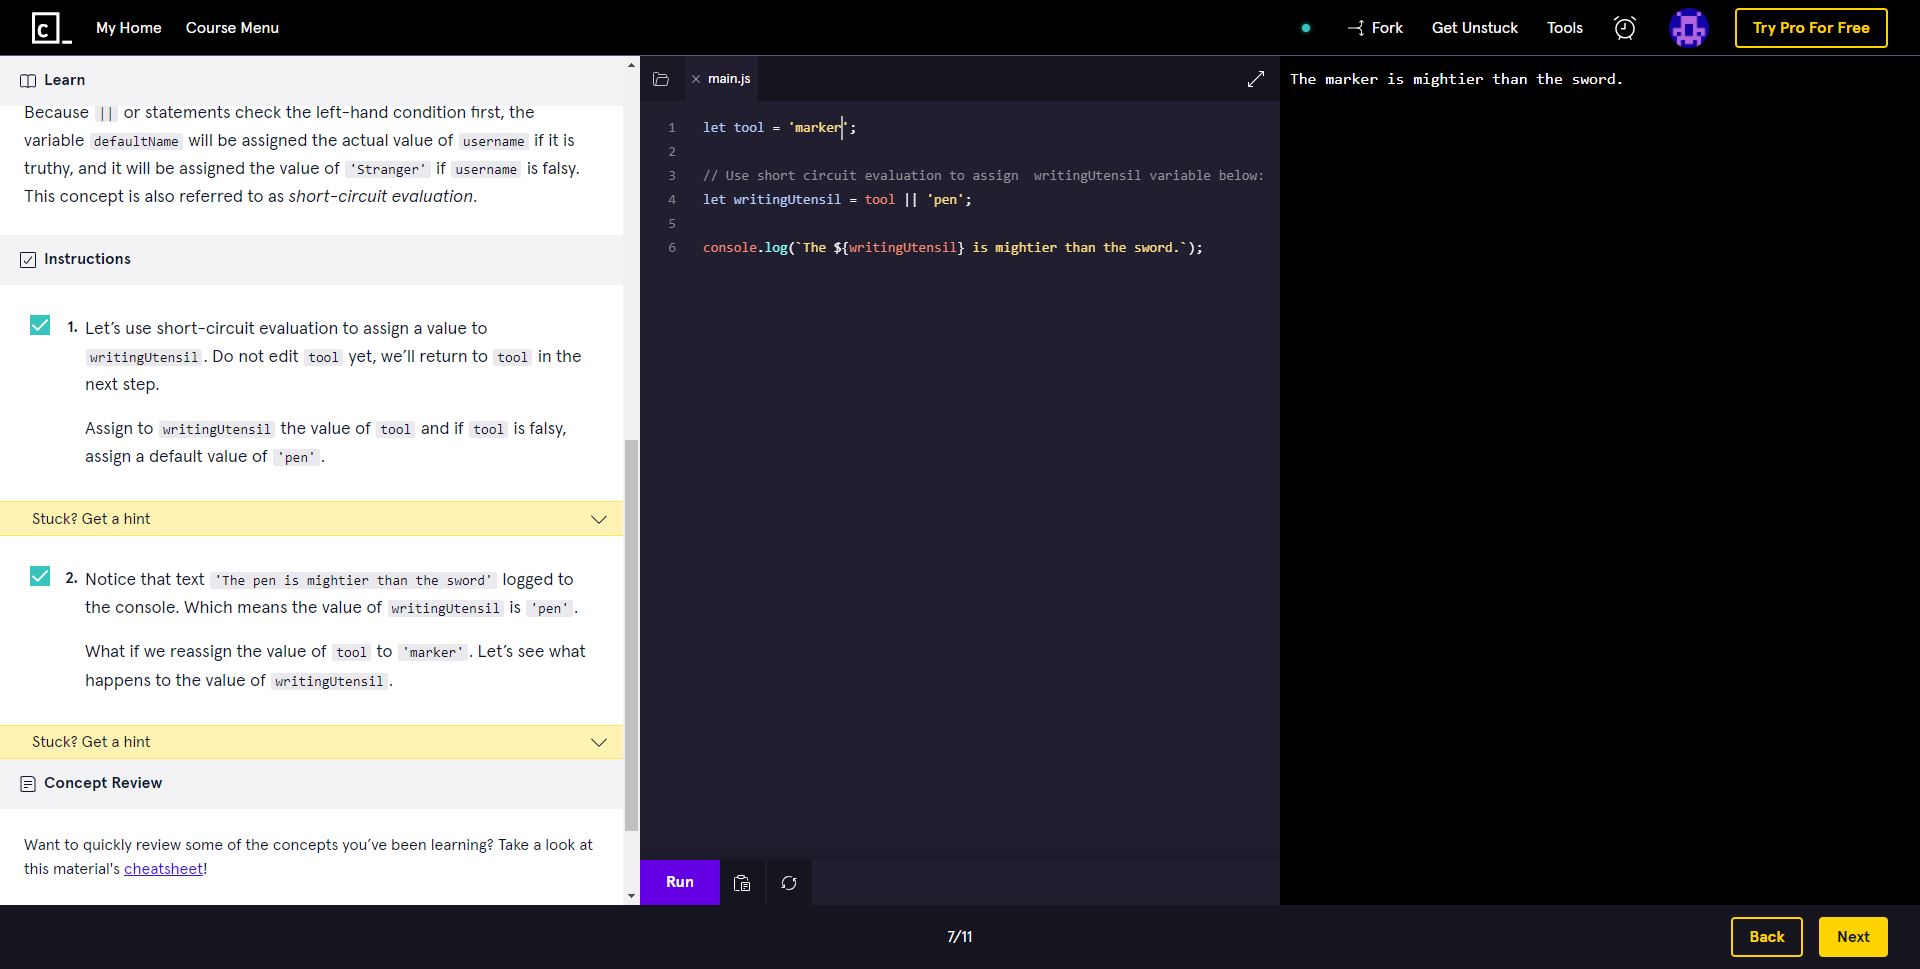 My Home Course Menu Fork Get Unstuck Tools Try Pro For Free
Learn
Because || or statements check the left-hand condition first, the
variable defaultName will be assigned the actual value of username if it is
truthy, and it will be assigned the value of 'Stranger' if username is falsy.
This concept is also referred to as short-circuit evaluation.
Instructions
1. Let's use short-circuit evaluation to assign a value to
writingUtensil. Do not edit tool yet, we'll return to tool in the
next step.
Assign to writingUtensil the value of tool and if tool is falsy,
assign a default value of 'pen'.
Stuck? Get a hint
2. Notice that text 'The pen is mightier than the sword' logged to
the console. Which means the value of writingUtensil is 'pen'.
What if we reassign the value of tool to 'marker'. Let's see what
happens to the value of writingUtensil.
Stuck? Get a hint
Concept Review
Want to quickly review some of the concepts you've been learning? Take a look at
this material's cheatsheet!
main.js
1 let tool = 'marker';
2
3 // Use short circuit evaluation to assign  writingUtensil variable below:
4 let writingUtensil = tool || 'pen';
5
6 console.log(`The ${writingUtensil} is mightier than the sword.`);
Run
The marker is mightier than the sword.
7/11
Back Next